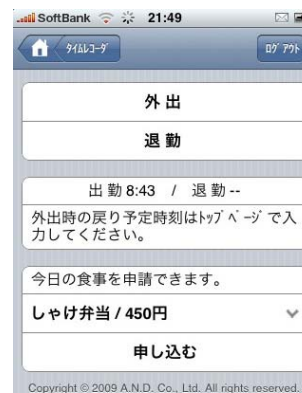 SoftBank 21:49
ﾀｲﾑﾚｺｰﾀﾞ ﾛｸﾞｱｳﾄ
外 出
退 勤
出 勤 8:43 / 退 勤 --
外出時の戻り予定時刻はﾄｯﾌﾟﾍﾟｰｼﾞで入
力してください。
今日の食事を申請できます。
しゃけ弁当 / 450円
申し込む
Copyright © 2009 A.N.D. Co., Ltd. All rights reserved.